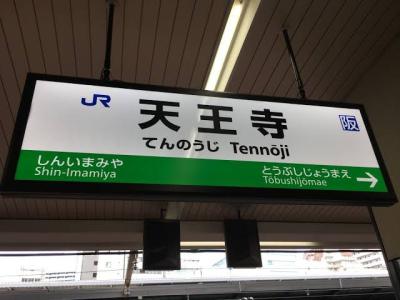 JR 天王寺 阪
てんのうじ Tennōji
しんいまみや とうぶしじょうまえ
Shin-Imamiya Tōbushijōmae →